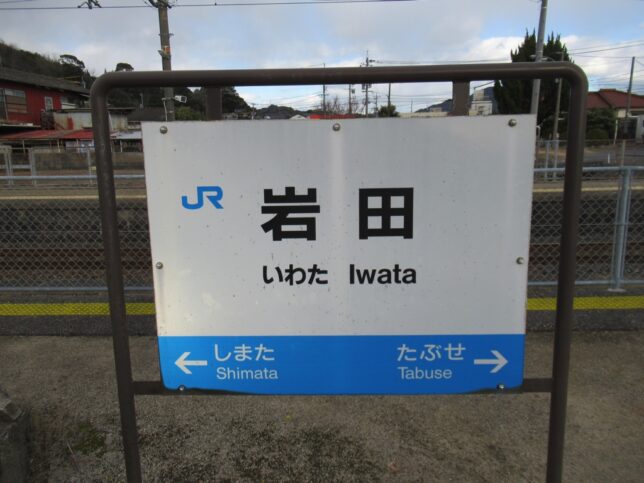 JR
岩田
いわた Iwata
← しまた
Shimata
たぶせ →
Tabuse